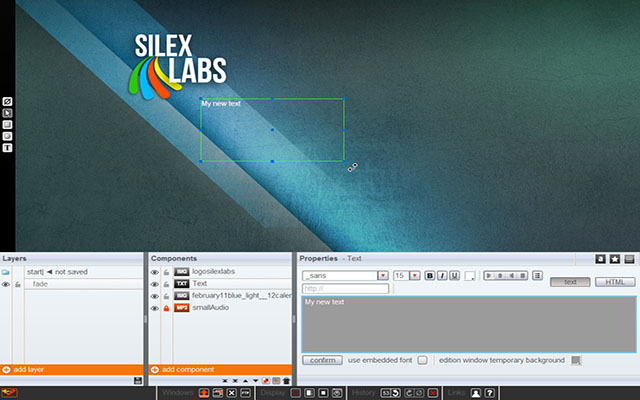 SILEX
LABS
My new text
T
Layers
start| ◄ not saved
fade
add layer
Components
IMG logosilexlabs
TXT Text
IMG february11blue_light__12calen
MP3 smallAudio
add component
Properties - Text
a
_sans
15
B I U
text
HTML
http://
My new text
confirm
use embedded font
edition window temporary background
Windows
FTP
Display
History
53
Links
?